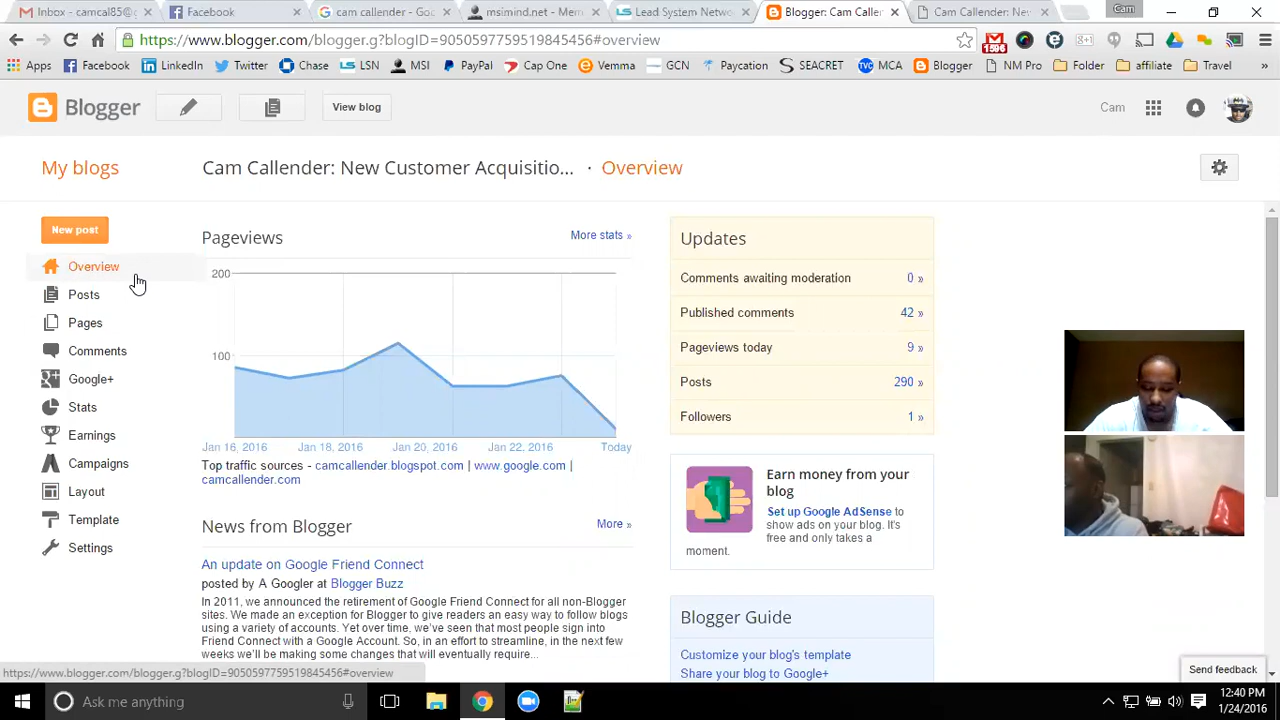 Inbox - camcal85@g
Facebook
cam callender - Goo
msimind.net - Mem
Lead System Netwo
Blogger: Cam Callen
Cam Callender: New
Cam
https://www.blogger.com/blogger.g?blogID=9050597759519845456#overview
1596
Apps
Facebook
LinkedIn
Twitter
Chase
LSN
MSI
PayPal
Cap One
Vemma
GCN
Paycation
SEACRET
MCA
Blogger
NM Pro
Folder
affiliate
Travel
»
Blogger
View blog
Cam
My blogs
Cam Callender: New Customer Acquisitio... · Overview
New post
Overview
Posts
Pages
Comments
Google+
Stats
Earnings
Campaigns
Layout
Template
Settings
Pageviews
More stats »
200
100
Jan 16, 2016
Jan 18, 2016
Jan 20, 2016
Jan 22, 2016
Today
Top traffic sources - camcallender.blogspot.com | www.google.com |
camcallender.com
News from Blogger
More »
An update on Google Friend Connect
posted by A Googler at Blogger Buzz
In 2011, we announced the retirement of Google Friend Connect for all non-Blogger
sites. We made an exception for Blogger to give readers an easy way to follow blogs
using a variety of accounts. Yet over time, we've seen that most people sign into
Friend Connect with a Google Account. So, in an effort to streamline, in the next few
weeks we'll be making some changes that will eventually require...
Updates
Comments awaiting moderation 0 »
Published comments 42 »
Pageviews today 9 »
Posts 290 »
Followers 1 »
Earn money from your
blog
Set up Google AdSense to
show ads on your blog. It's
free and only takes a
moment.
Blogger Guide
Customize your blog's template
Share your blog to Google+
Send feedback
https://www.blogger.com/blogger.g?blogID=9050597759519845456#overview
Ask me anything
12:40 PM
1/24/2016